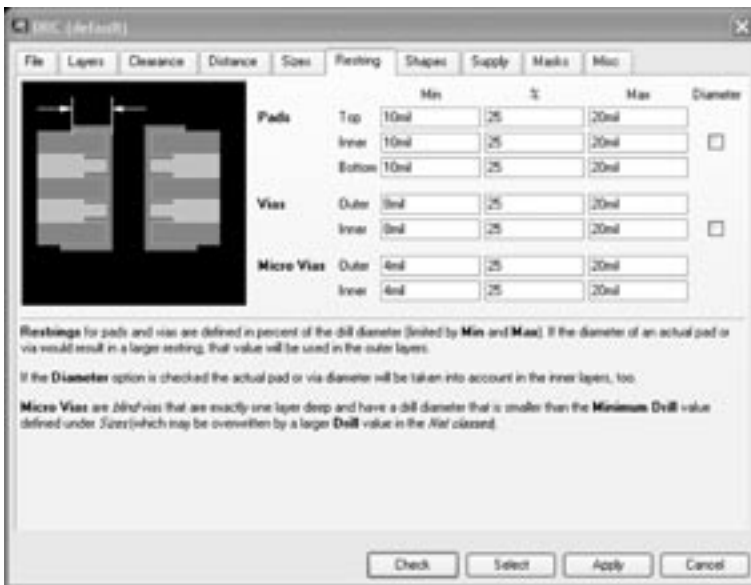 DRC (default)
File Layers Clearance Distance Sizes Restring Shapes Supply Masks Misc
Min % Max Diameter
Pads Top 10mil 25 20mil
Inner 10mil 25 20mil
Bottom 10mil 25 20mil
Vias Outer 8mil 25 20mil
Inner 8mil 25 20mil
Micro Vias Outer 4mil 25 20mil
Inner 4mil 25 20mil
Restrings for pads and vias are defined in percent of the drill diameter (limited by Min and Max). If the diameter of an actual pad or
via would result in a larger restring, that value will be used in the outer layers.
If the Diameter option is checked the actual pad or via diameter will be taken into account in the inner layers, too.
Micro Vias are blind vias that are exactly one layer deep and have a drill diameter that is smaller than the Minimum Drill value
defined under Sizes (which may be overwritten by a larger Drill value in the Net classes).
Check Select Apply Cancel